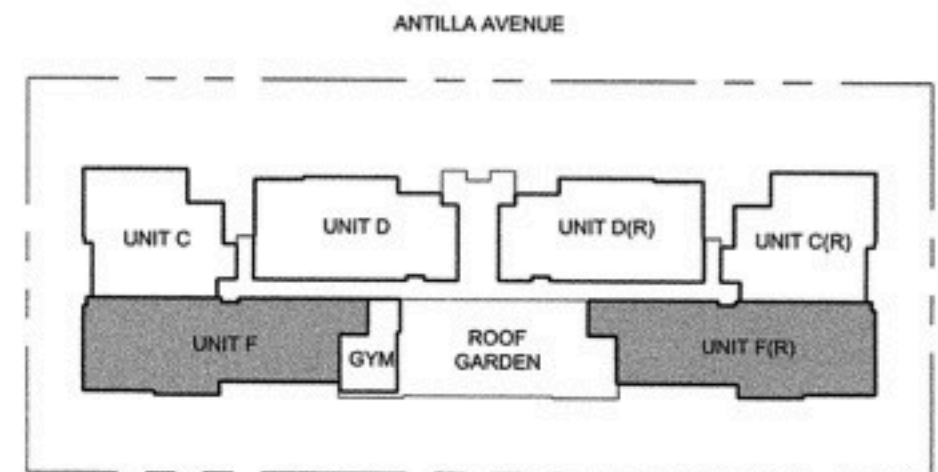 ANTILLA AVENUE
UNIT C
UNIT D
UNIT D(R)
UNIT C(R)
UNIT F
GYM
ROOF
GARDEN
UNIT F(R)